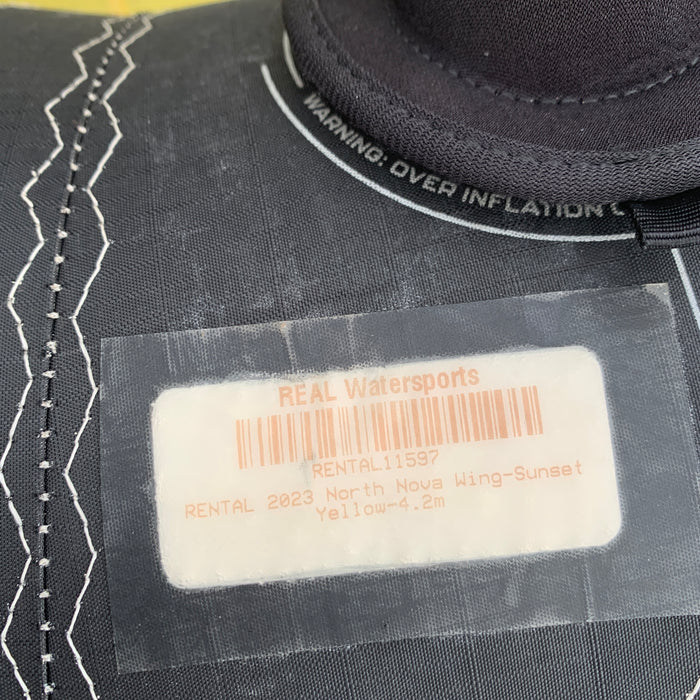 WARNING: OVER INFLATION
REAL Watersports
RENTAL11597
RENTAL 2023 North Nova Wing-Sunset
Yellow-4.2m